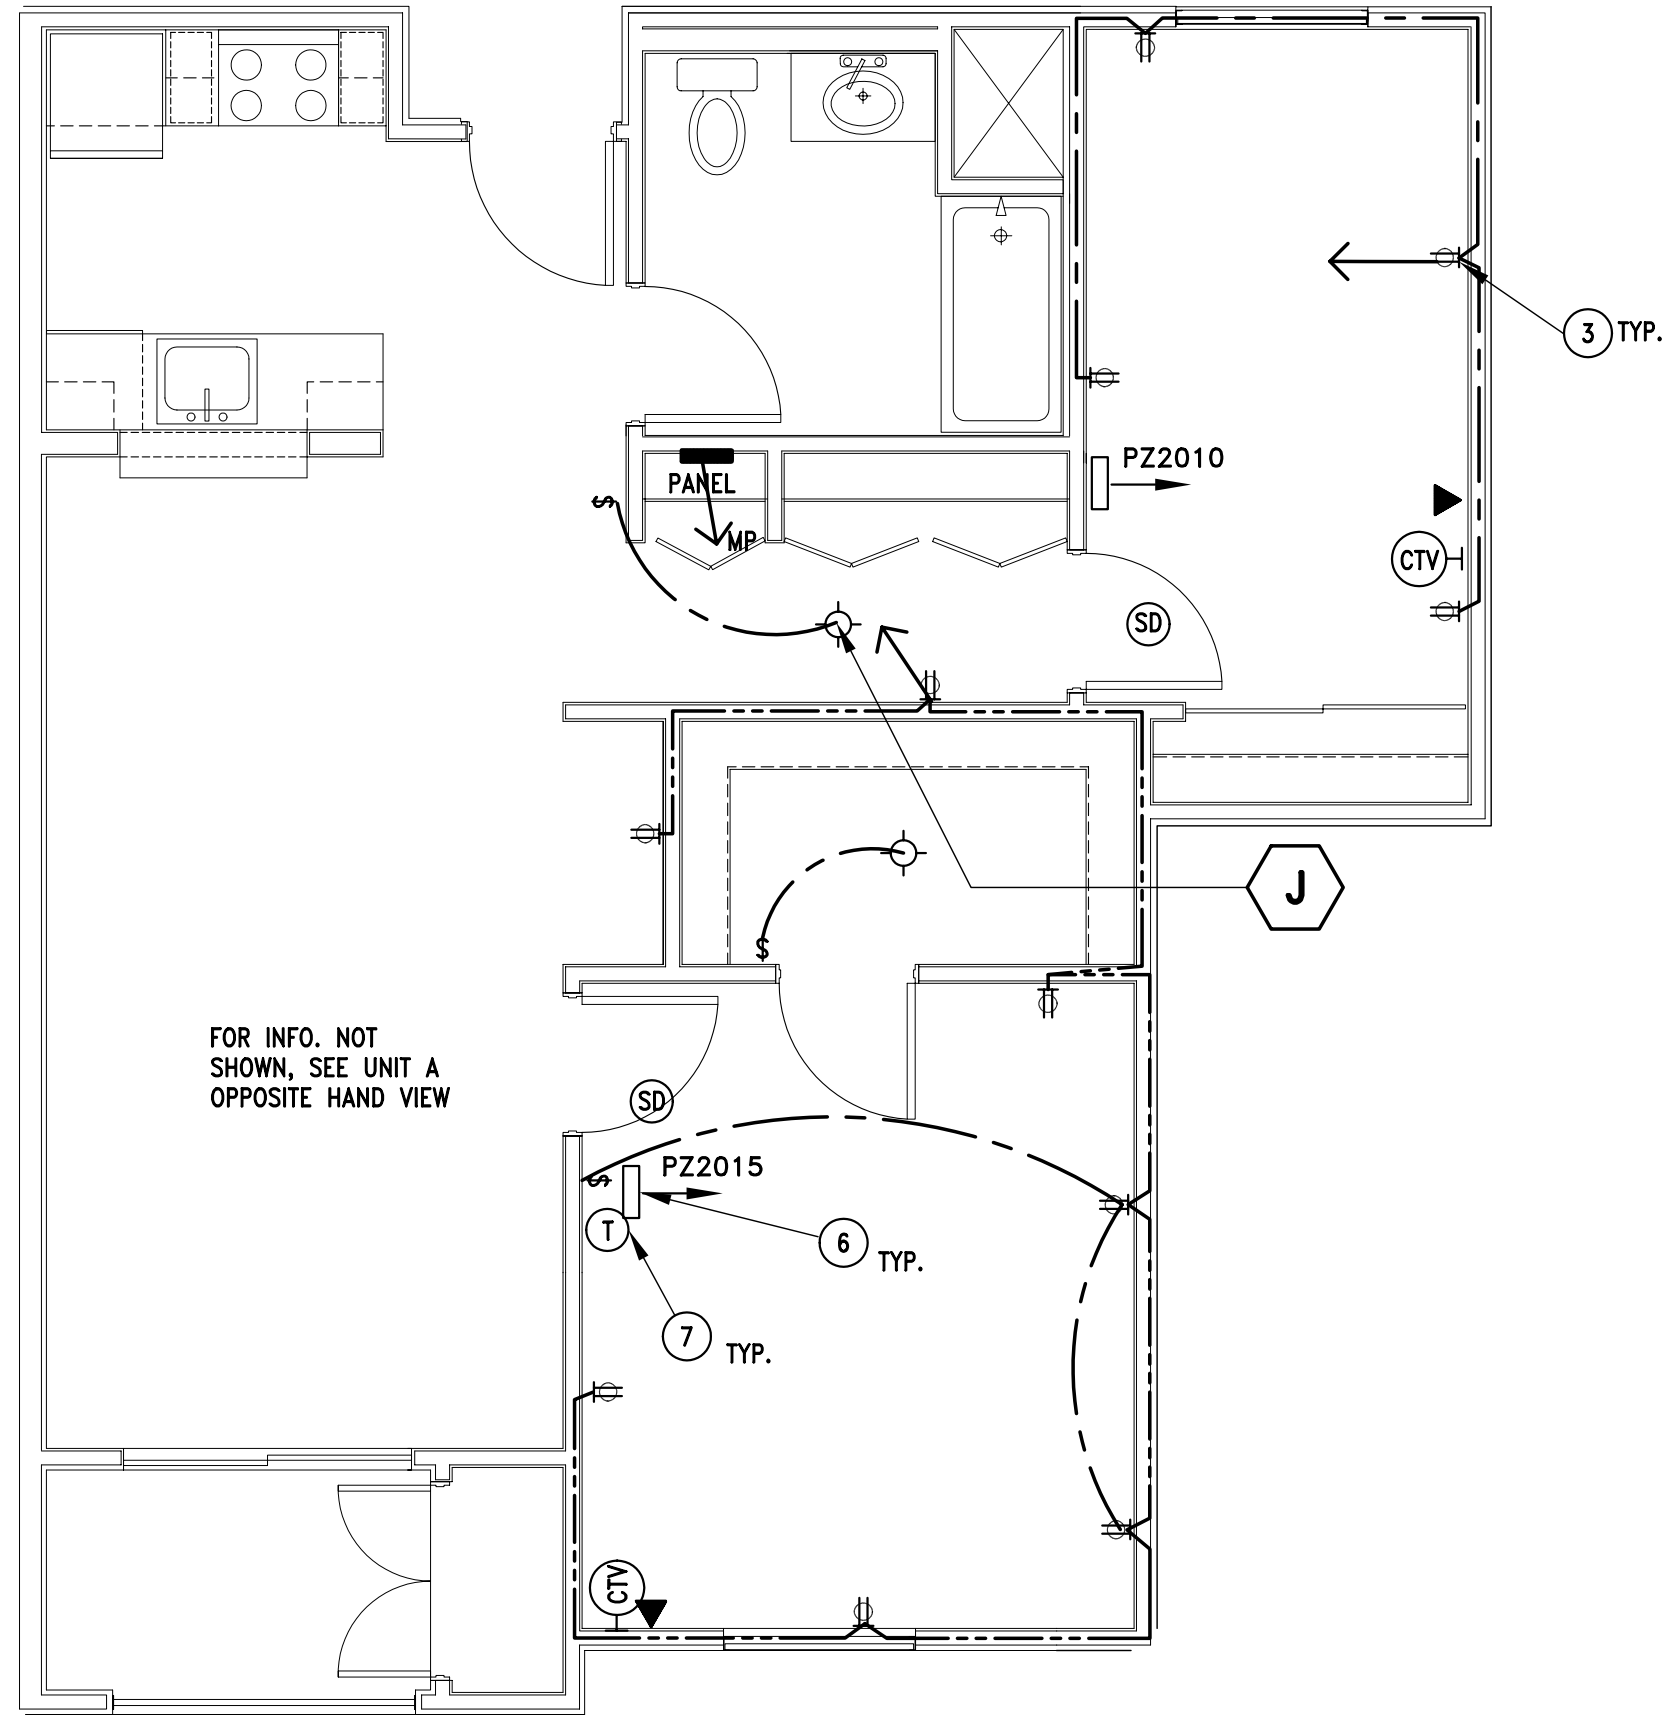 3 TYP.
PZ2010
PANEL
$
MP
CTV
SD
J
$
FOR INFO. NOT
SHOWN, SEE UNIT A
OPPOSITE HAND VIEW
SD
PZ2015
$
T
6 TYP.
7 TYP.
CTV